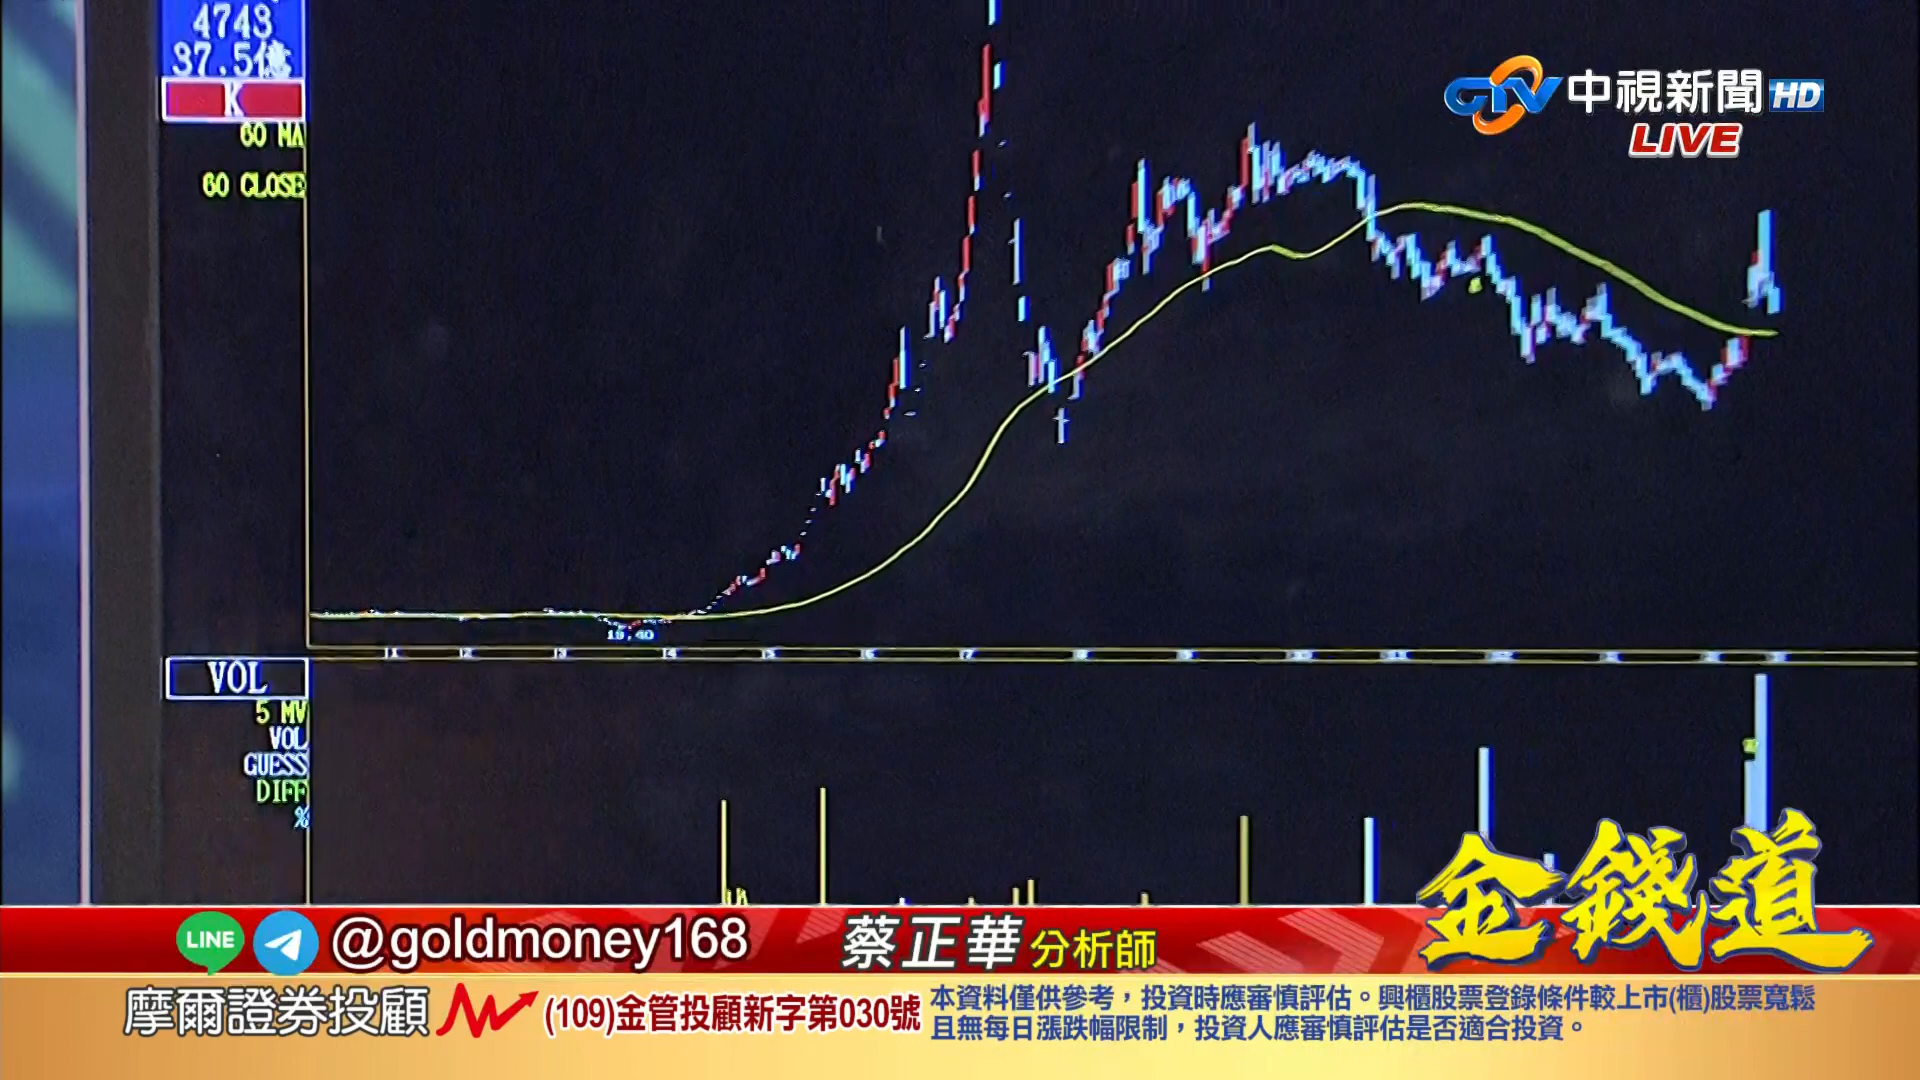 4743
37.5億
K
60 MA
60 CLOSE
CTV 中視新聞 HD
LIVE
19.40
VOL
5 MV
VOL
GUESS
DIFF
%
金錢道
LINE @goldmoney168
蔡正華 分析師
摩爾證券投顧 (109)金管投顧新字第030號
本資料僅供參考，投資時應審慎評估。興櫃股票登錄條件較上市(櫃)股票寬鬆
且無每日漲跌幅限制，投資人應審慎評估是否適合投資。